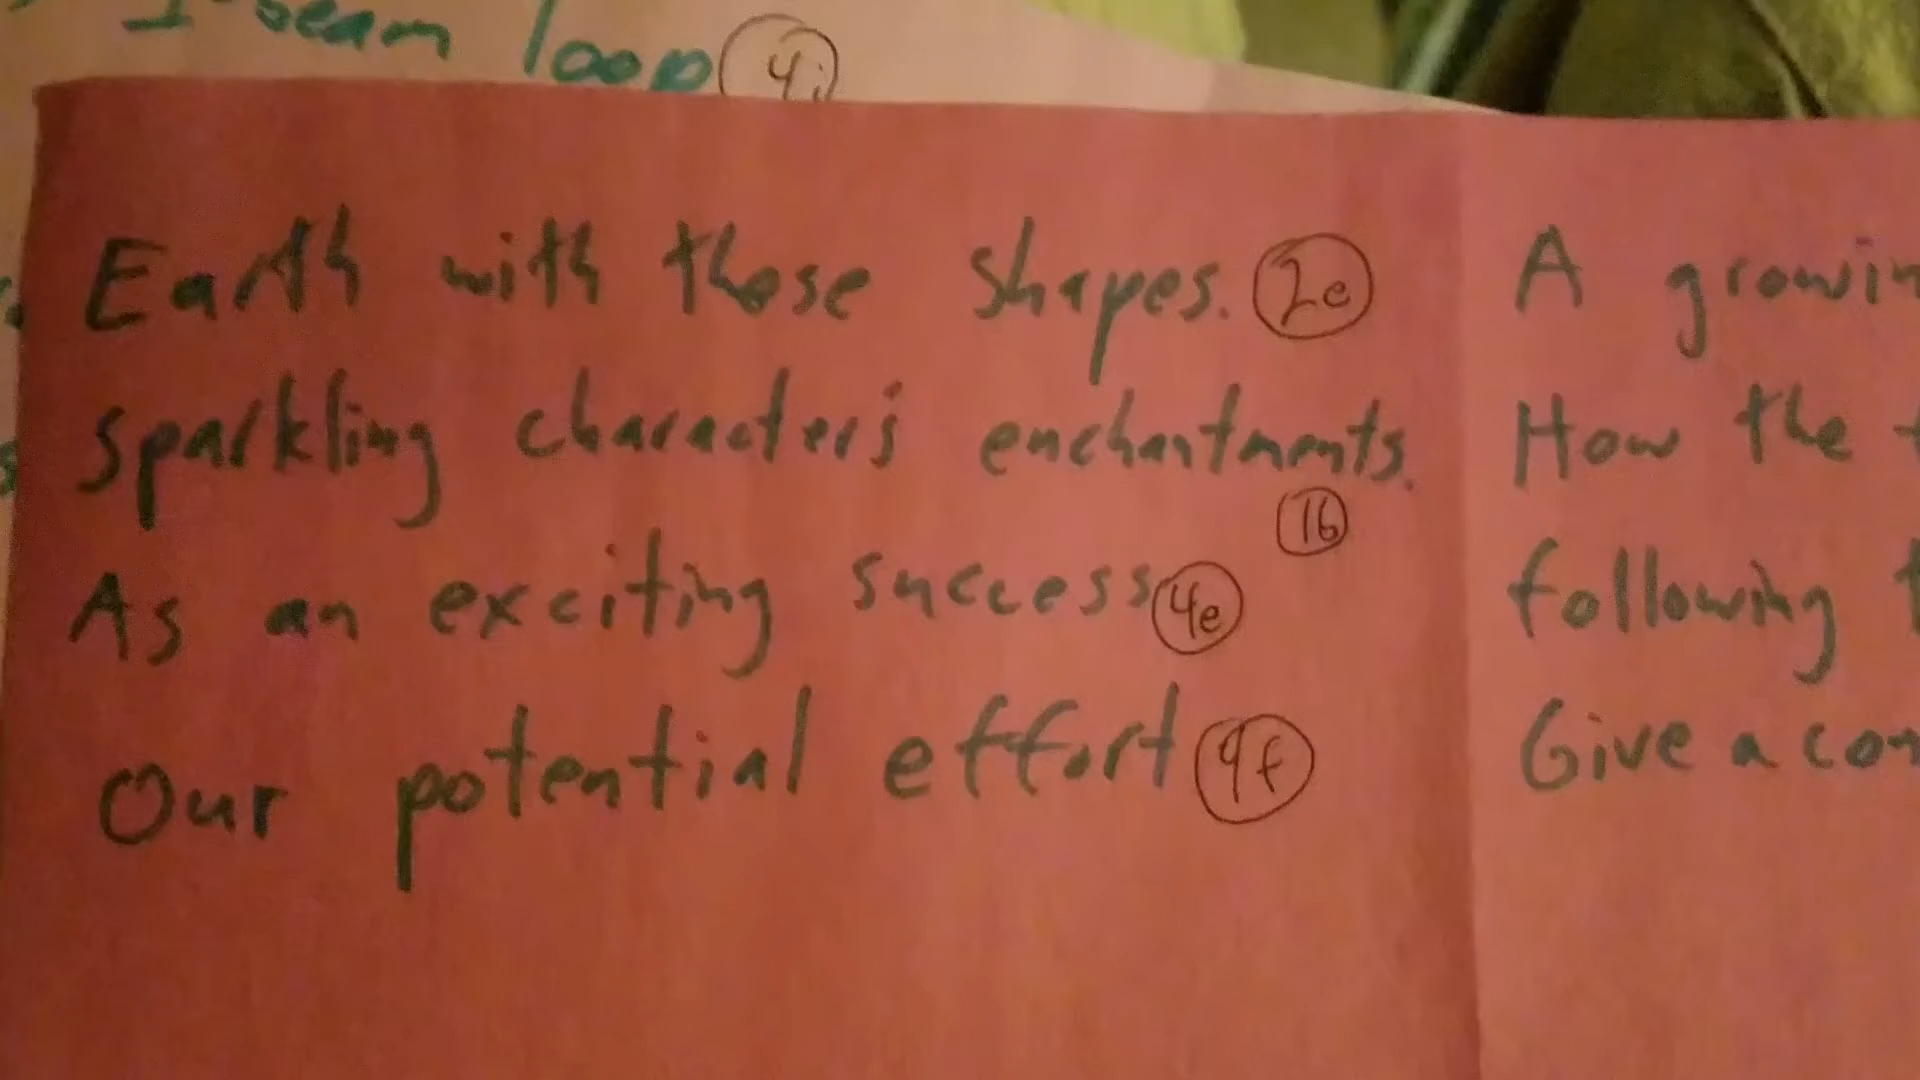 I beam loop 4i
Earth with those shapes. 2e
sparkling character's enchantments.
1b
As an exciting success 4e
Our potential effort 4f
A growin
How the
following
Give a con